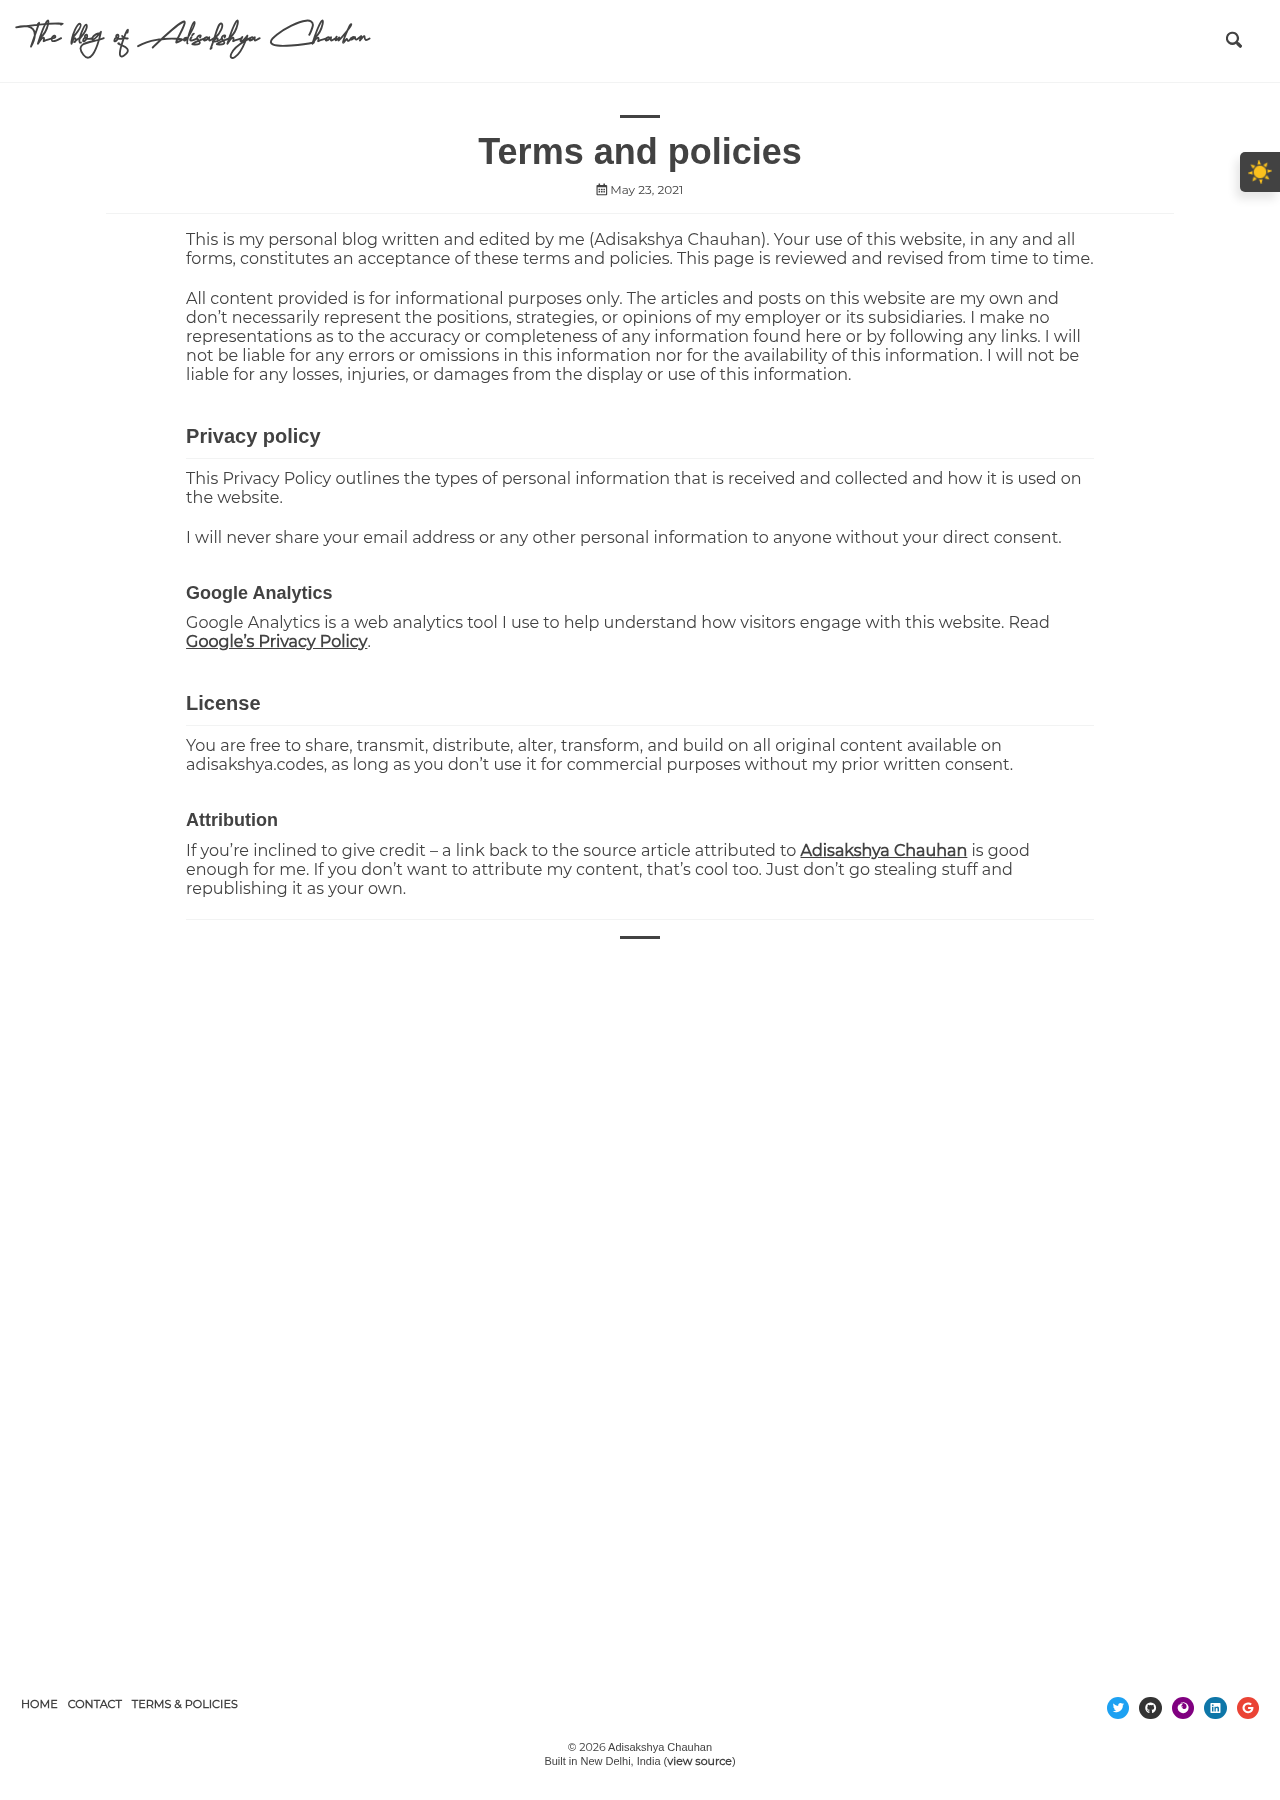 The blog of Adisakshya Chauhan
Terms and policies
May 23, 2021
This is my personal blog written and edited by me (Adisakshya Chauhan). Your use of this website, in any and all
forms, constitutes an acceptance of these terms and policies. This page is reviewed and revised from time to time.
All content provided is for informational purposes only. The articles and posts on this website are my own and
don’t necessarily represent the positions, strategies, or opinions of my employer or its subsidiaries. I make no
representations as to the accuracy or completeness of any information found here or by following any links. I will
not be liable for any errors or omissions in this information nor for the availability of this information. I will not be
liable for any losses, injuries, or damages from the display or use of this information.
Privacy policy
This Privacy Policy outlines the types of personal information that is received and collected and how it is used on
the website.
I will never share your email address or any other personal information to anyone without your direct consent.
Google Analytics
Google Analytics is a web analytics tool I use to help understand how visitors engage with this website. Read
Google’s Privacy Policy.
License
You are free to share, transmit, distribute, alter, transform, and build on all original content available on
adisakshya.codes, as long as you don’t use it for commercial purposes without my prior written consent.
Attribution
If you’re inclined to give credit – a link back to the source article attributed to Adisakshya Chauhan is good
enough for me. If you don’t want to attribute my content, that’s cool too. Just don’t go stealing stuff and
republishing it as your own.
HOME CONTACT TERMS & POLICIES
© 2026 Adisakshya Chauhan
Built in New Delhi, India (view source)